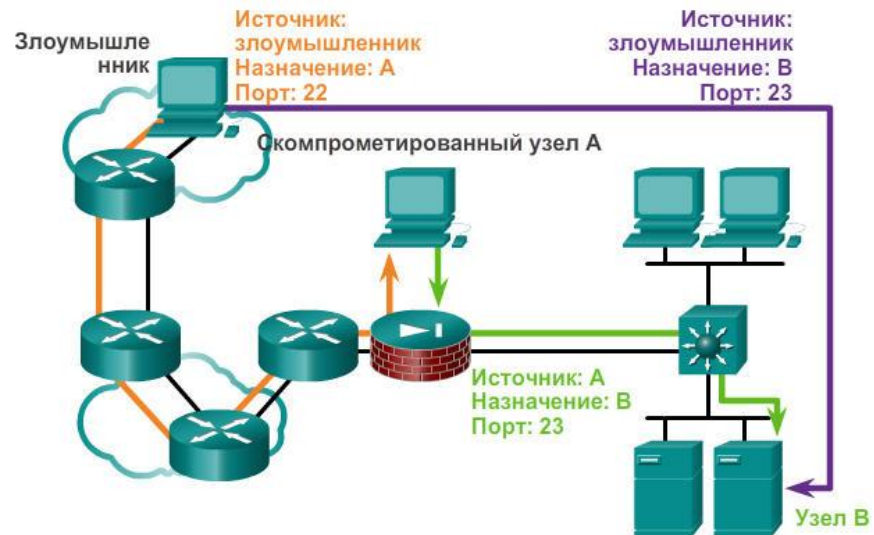 Злоумышле
нник
Источник:
злоумышленник
Назначение: A
Порт: 22
Источник:
злоумышленник
Назначение: B
Порт: 23
Скомпрометированный узел A
Источник: A
Назначение: B
Порт: 23
Узел B